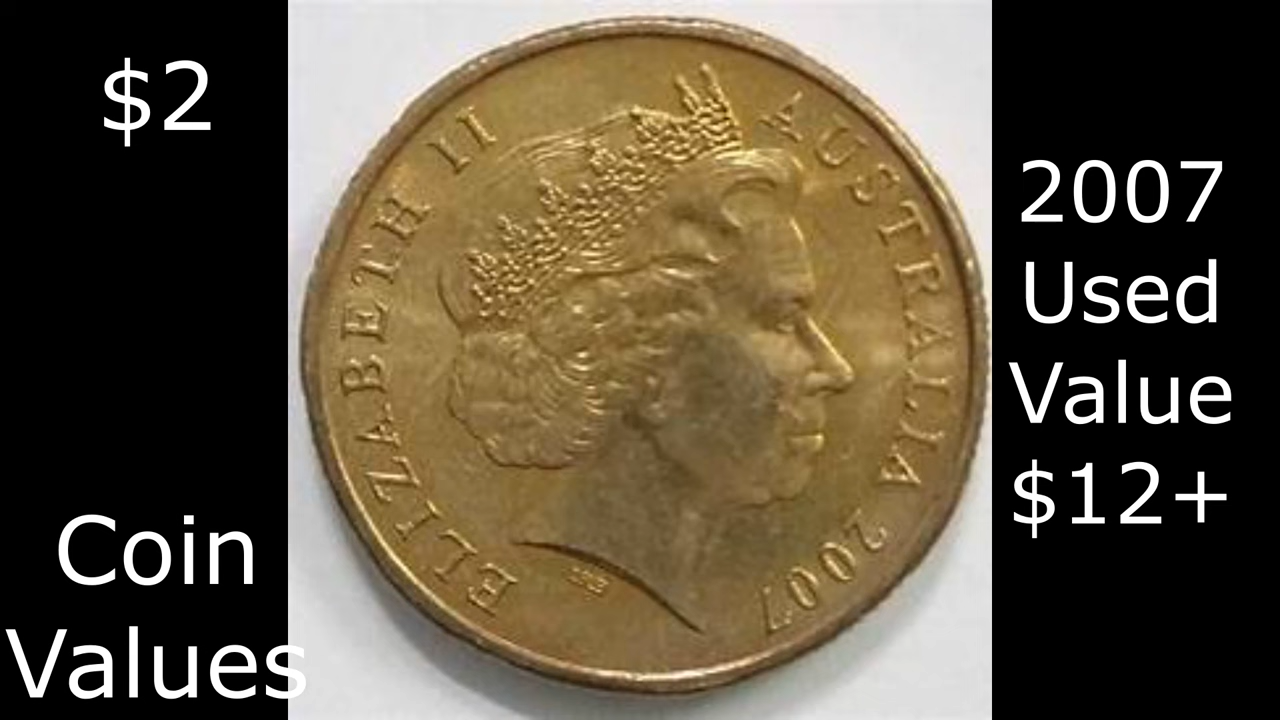 $2
Coin
Values
ELIZABETH II
AUSTRALIA 2007
2007
Used
Value
$12+